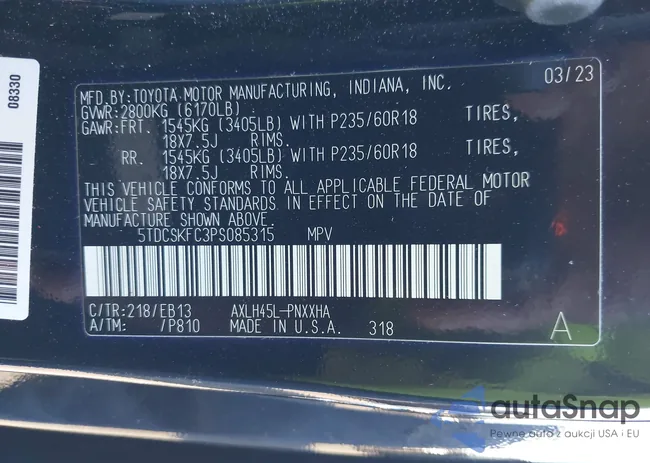 08330
MFD.BY:TOYOTA MOTOR MANUFACTURING, INDIANA, INC. 03/23
GVWR:2800KG (6170LB)
GAWR:FRT. 1545KG (3405LB) WITH P235/60R18 TIRES,
18X7.5J RIMS.
RR. 1545KG (3405LB) WITH P235/60R18 TIRES,
18X7.5J RIMS.
THIS VEHICLE CONFORMS TO ALL APPLICABLE FEDERAL MOTOR
VEHICLE SAFETY STANDARDS IN EFFECT ON THE DATE OF
MANUFACTURE SHOWN ABOVE.
5TDCSKFC3PS085315 MPV
C/TR:218/EB13 AXLH45L-PNXXHA
A/TM: /P810 MADE IN U.S.A. 318 A
autaSnap
Pewne auta z aukcji USA i EU